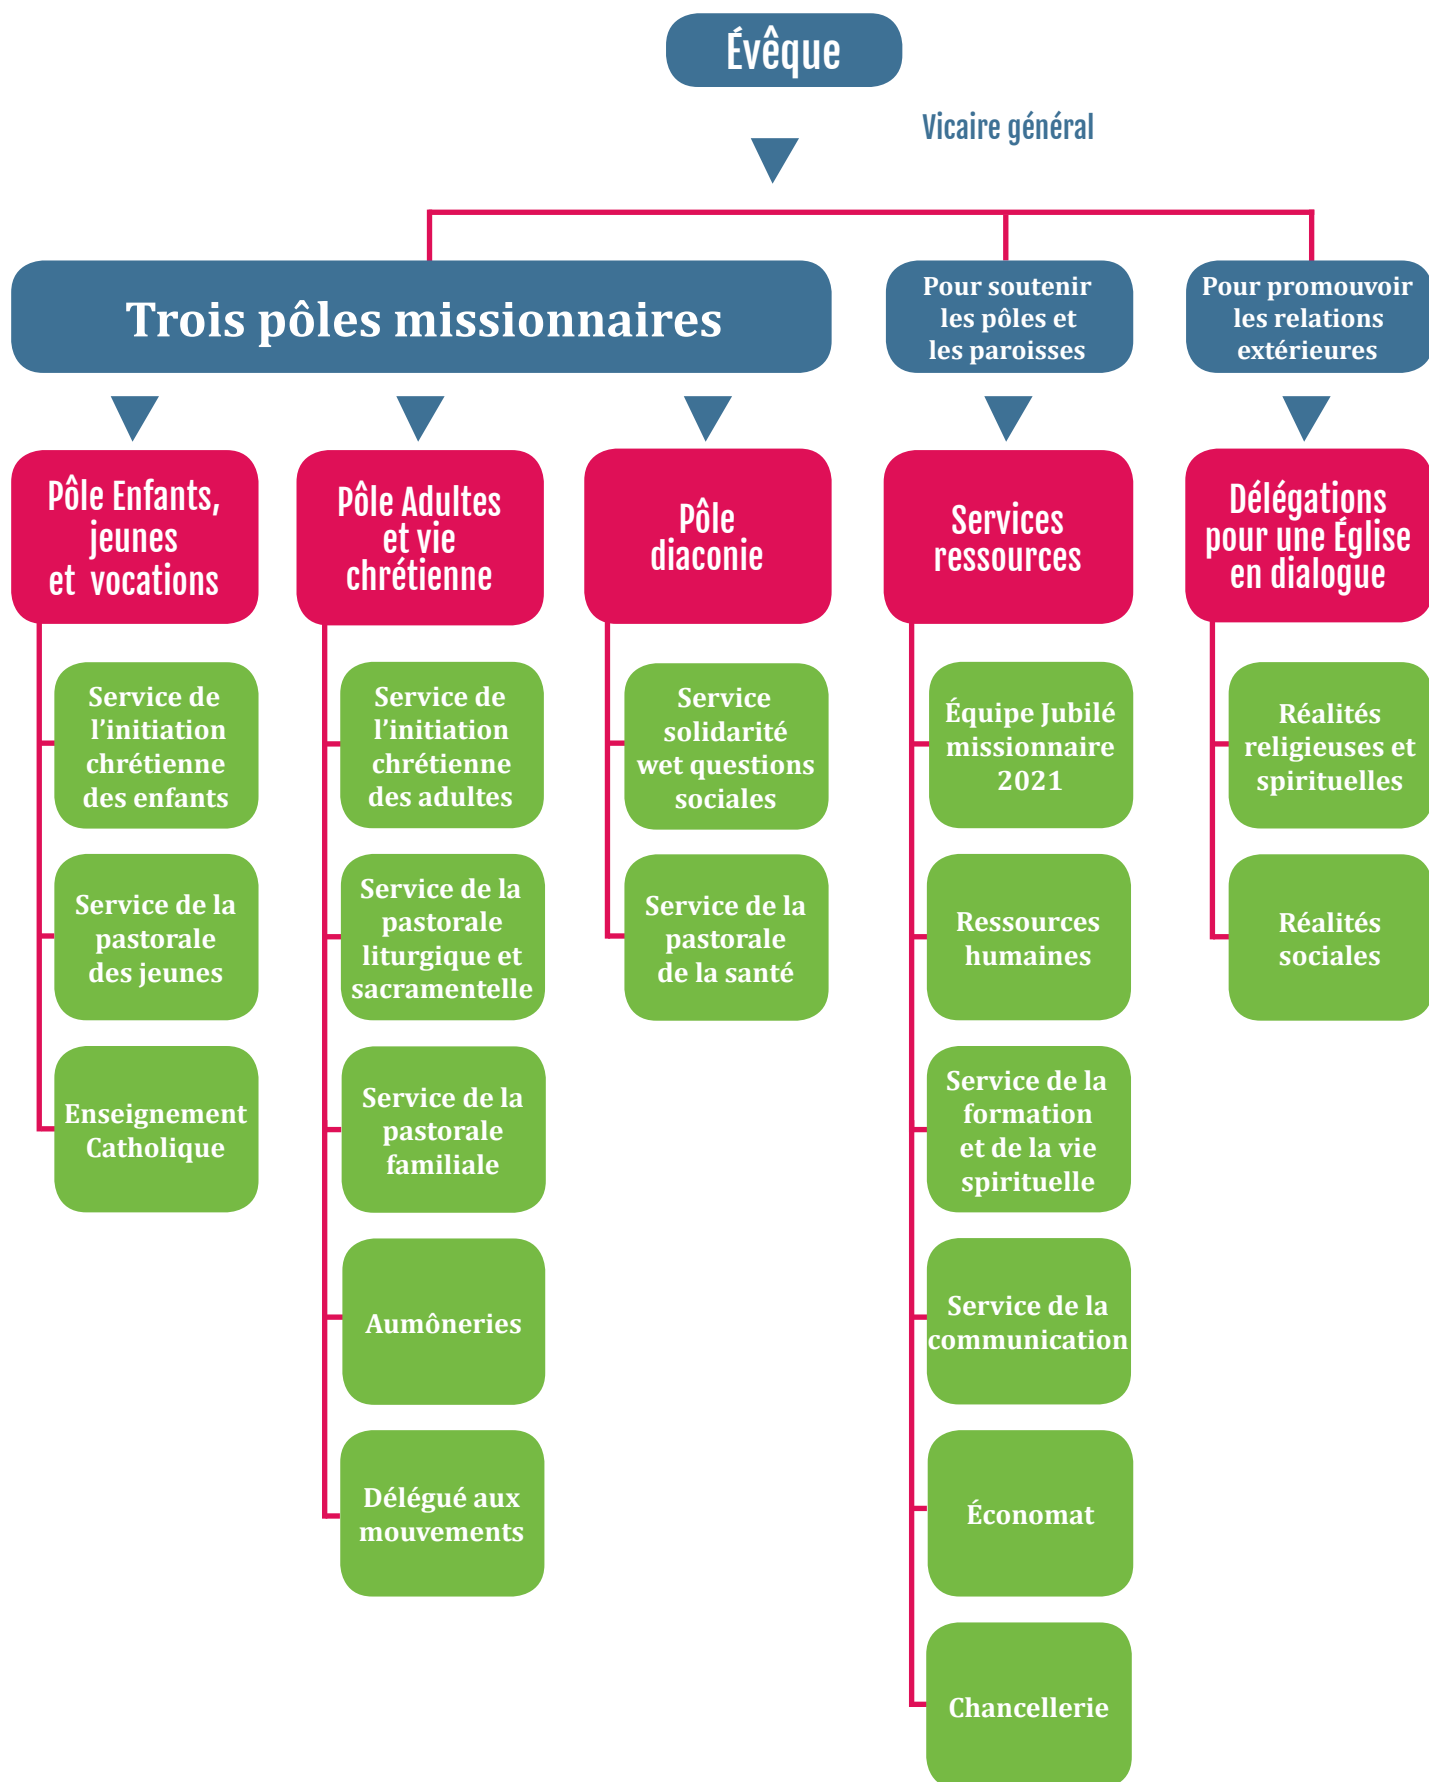 Évêque
Vicaire général
Trois pôles missionnaires
Pour soutenir
les pôles et
les paroisses
Pour promouvoir
les relations
extérieures
Pôle Enfants,
jeunes
et vocations
Service de
l’initiation
chrétienne
des enfants
Service de la
pastorale
des jeunes
Enseignement
Catholique
Pôle Adultes
et vie
chrétienne
Service de
l’initiation
chrétienne
des adultes
Service de la
pastorale
liturgique et
sacramentelle
Service de la
pastorale
familiale
Aumôneries
Délégué aux
mouvements
Pôle
diaconie
Service
solidarité
wet questions
sociales
Service de la
pastorale
de la santé
Services
ressources
Équipe Jubilé
missionnaire
2021
Ressources
humaines
Service de la
formation
et de la vie
spirituelle
Service de la
communication
Économat
Chancellerie
Délégations
pour une Église
en dialogue
Réalités
religieuses et
spirituelles
Réalités
sociales